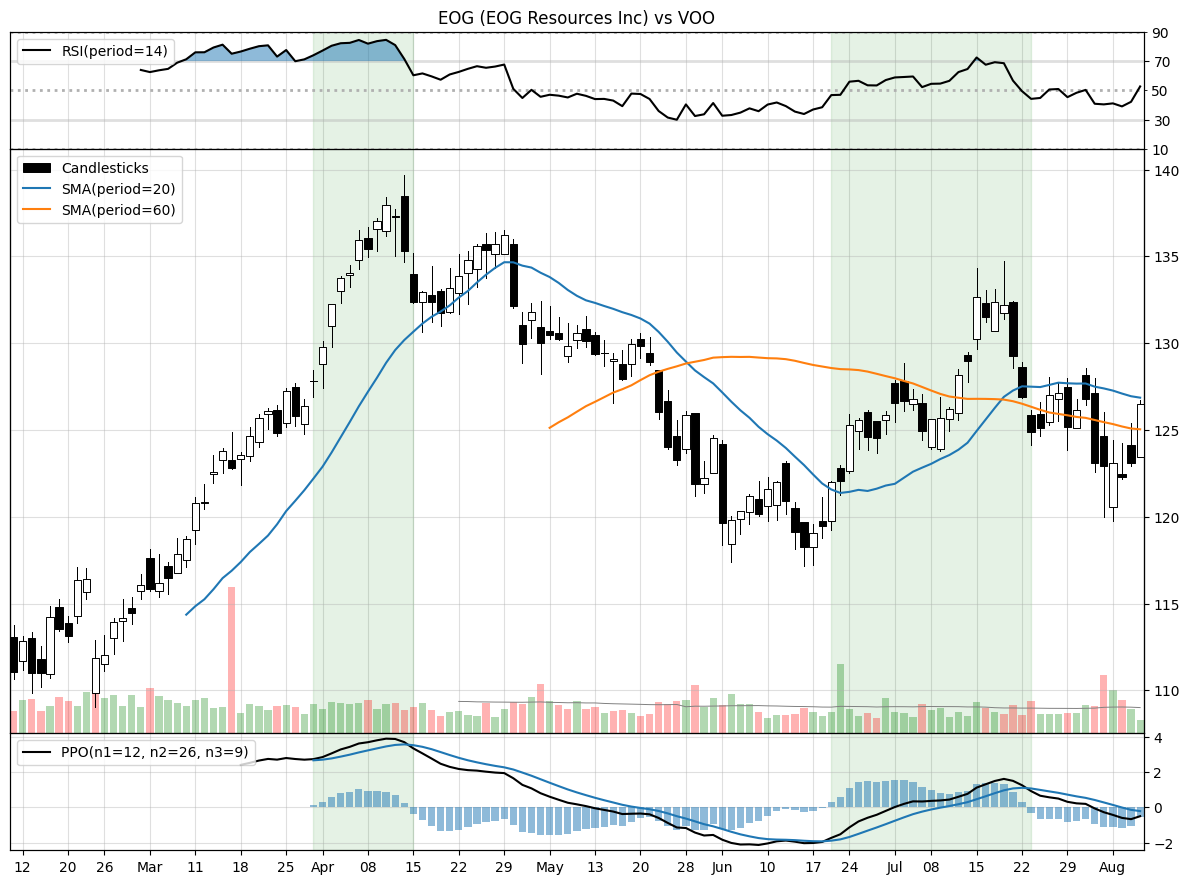 EOG (EOG Resources Inc) vs VOO
RSI(period=14)
90
70
50
30
10
Candlesticks
SMA(period=20)
SMA(period=60)
140
135
130
125
120
115
110
PPO(n1=12, n2=26, n3=9)
4
2
0
−2
12 20 26 Mar 11 18 25 Apr 08 15 22 29 May 13 20 28 Jun 10 17 24 Jul 08 15 22 29 Aug